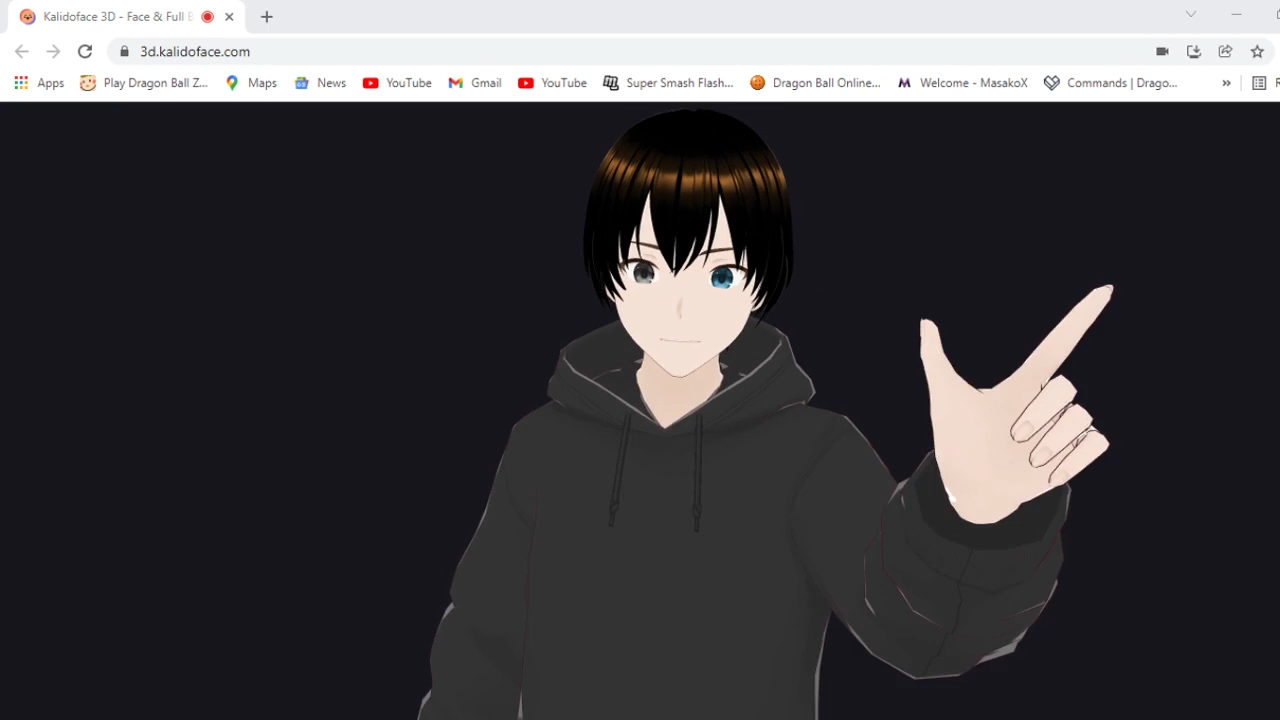 Kalidoface 3D - Face & Full B
3d.kalidoface.com
Apps Play Dragon Ball Z... Maps News YouTube Gmail YouTube Super Smash Flash... Dragon Ball Online... Welcome - MasakoX Commands | Drago... »